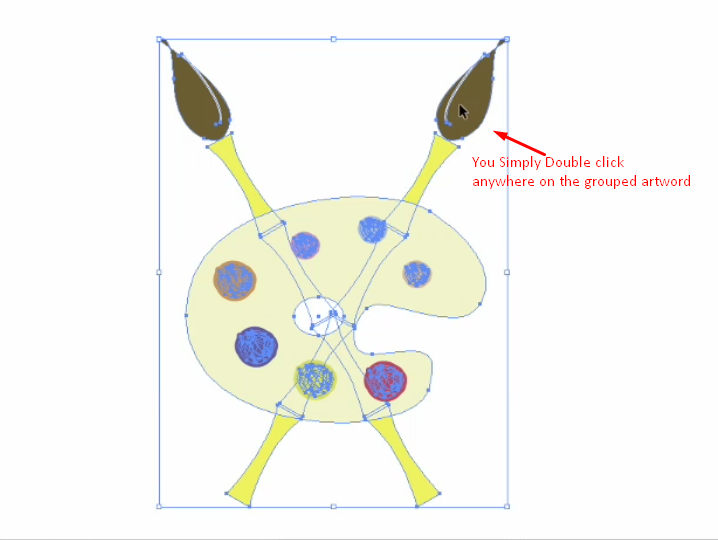 You Simply Double click
anywhere on the grouped artword